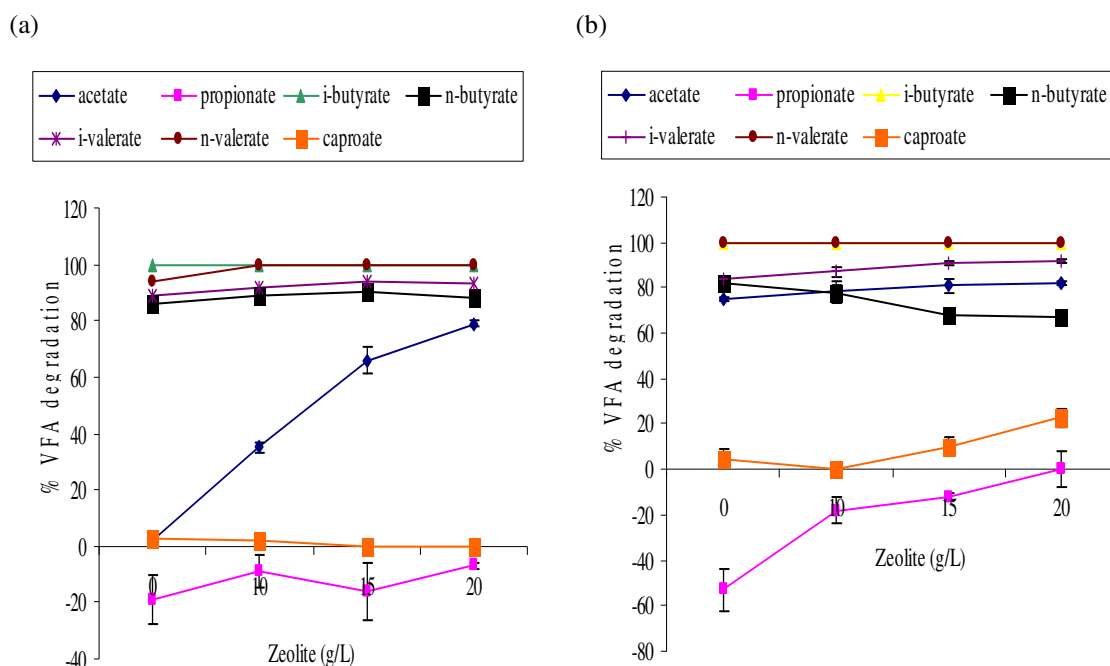 (a)
acetate propionate i-butyrate n-butyrate
i-valerate n-valerate caproate
% VFA degradation
120
100
80
60
40
20
0
-20
-40
0 10 15 20
Zeolite (g/L)
(b)
acetate propionate i-butyrate n-butyrate
i-valerate n-valerate caproate
% VFA degradation
120
100
80
60
40
20
0
-20
-40
-60
-80
0 10 15 20
Zeolite (g/L)